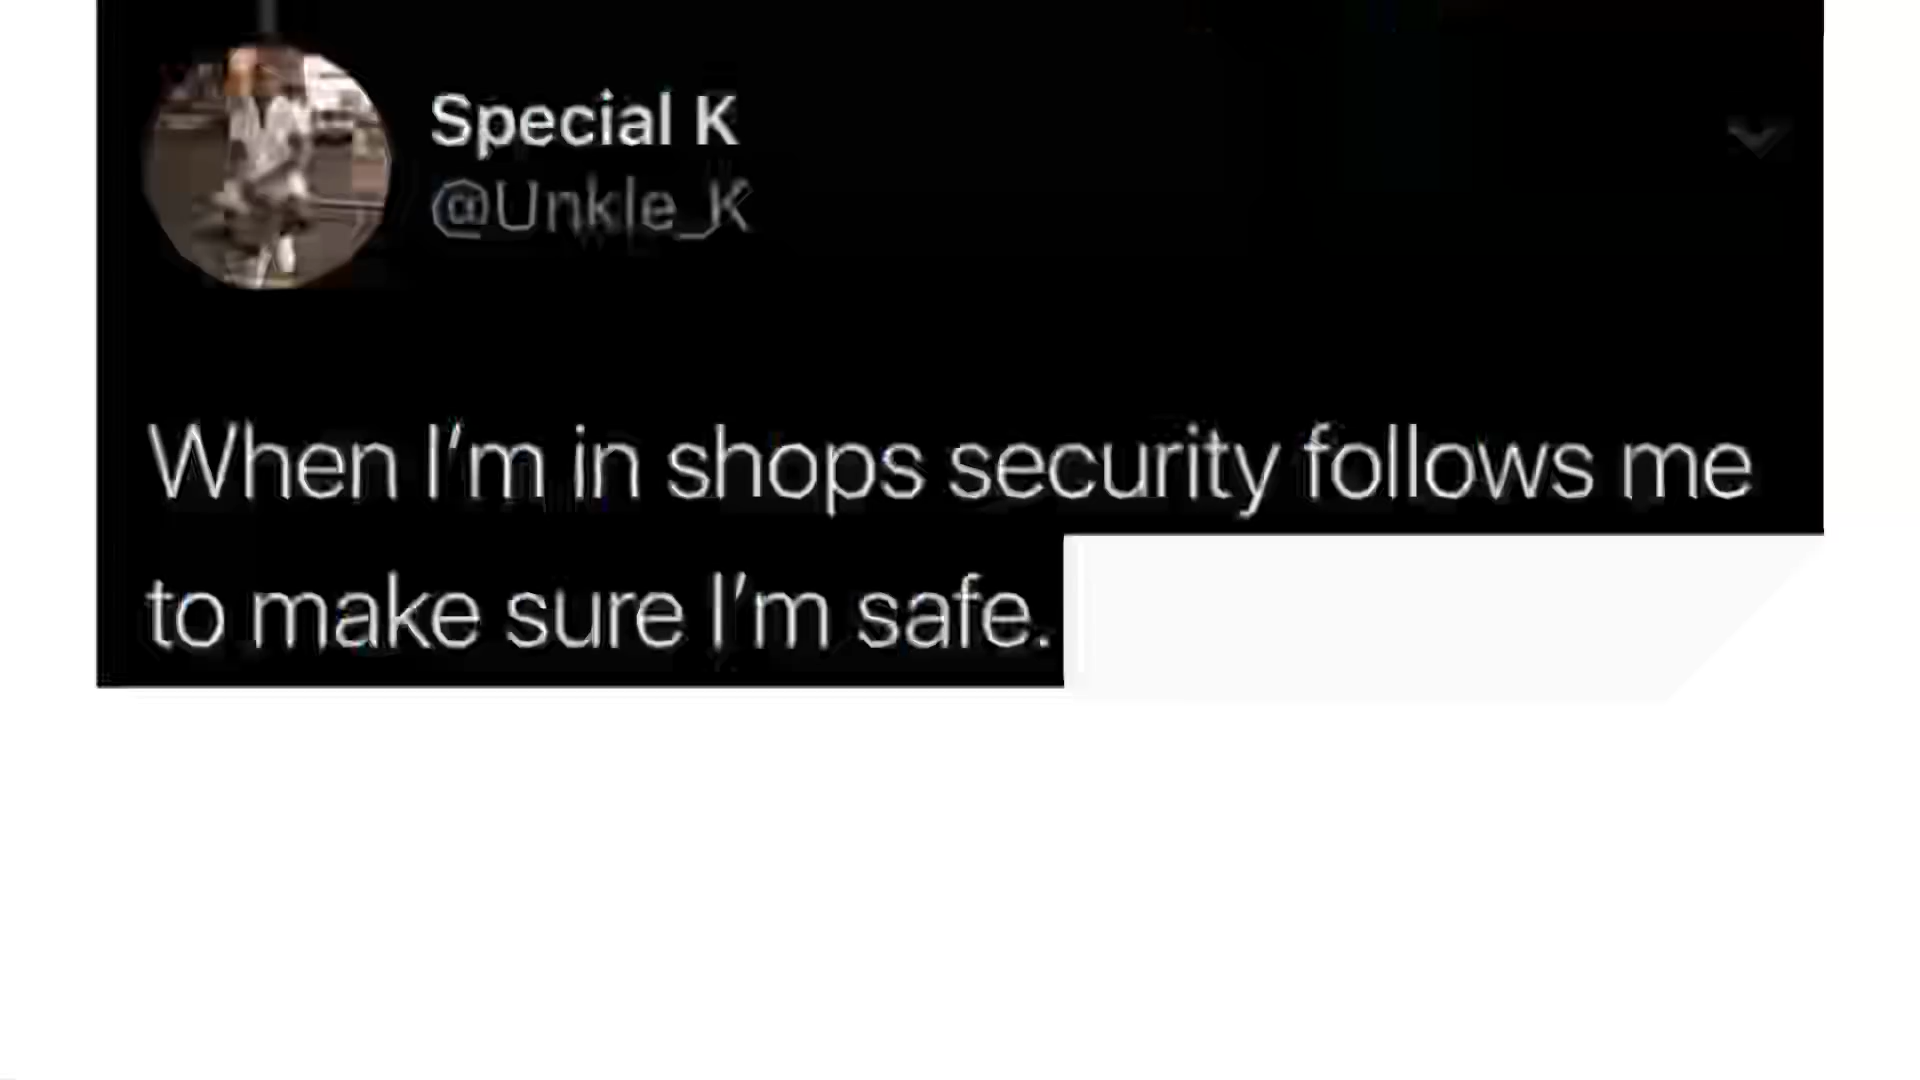 Special K
@Unkle_K
When I'm in shops security follows me
to make sure I'm safe.